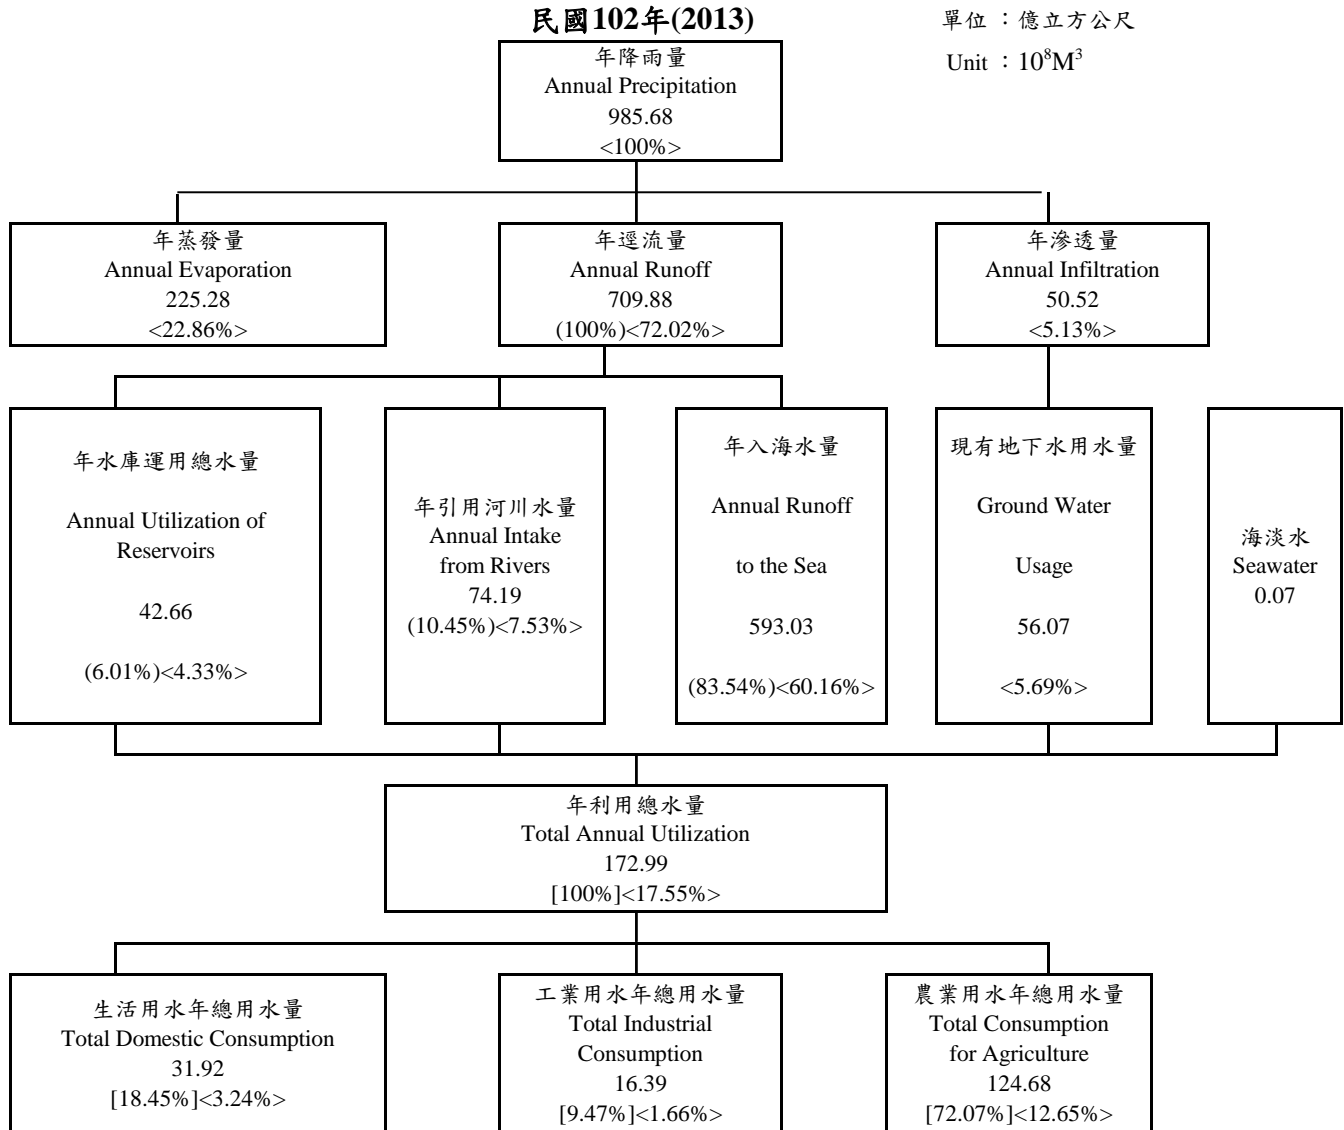 民國102年(2013)
單位：億立方公尺
Unit：10⁸M³
年降雨量
Annual Precipitation
985.68
<100%>
年蒸發量
Annual Evaporation
225.28
<22.86%>
年逕流量
Annual Runoff
709.88
(100%)<72.02%>
年滲透量
Annual Infiltration
50.52
<5.13%>
年水庫運用總水量
Annual Utilization of
Reservoirs
42.66
(6.01%)<4.33%>
年引用河川水量
Annual Intake
from Rivers
74.19
(10.45%)<7.53%>
年入海水量
Annual Runoff
to the Sea
593.03
(83.54%)<60.16%>
現有地下水用水量
Ground Water
Usage
56.07
<5.69%>
海淡水
Seawater
0.07
年利用總水量
Total Annual Utilization
172.99
[100%]<17.55%>
生活用水年總用水量
Total Domestic Consumption
31.92
[18.45%]<3.24%>
工業用水年總用水量
Total Industrial
Consumption
16.39
[9.47%]<1.66%>
農業用水年總用水量
Total Consumption
for Agriculture
124.68
[72.07%]<12.65%>